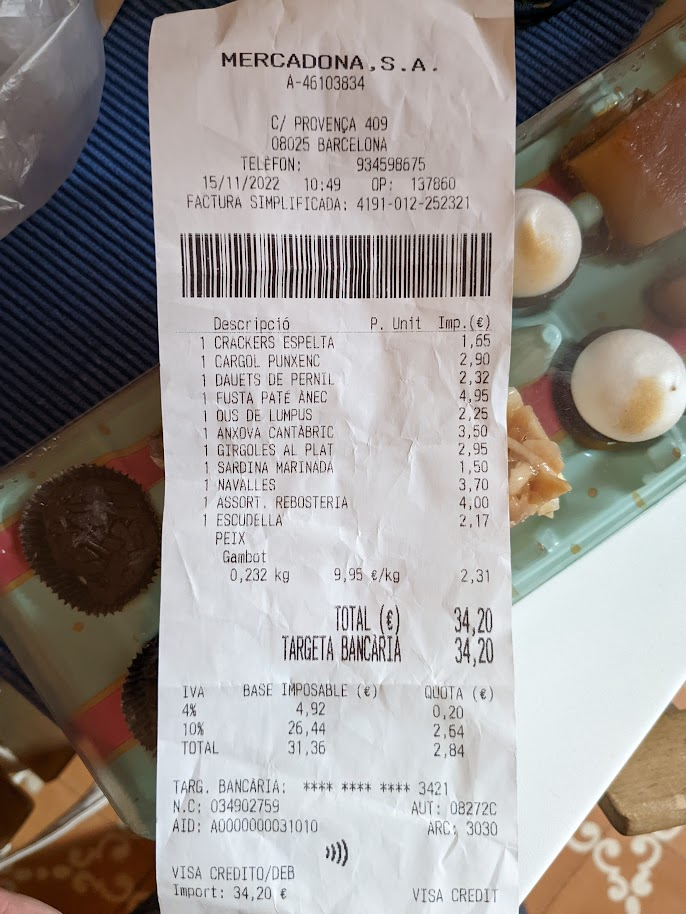 MERCADONA,S.A.
A-46103834
C/ PROVENÇA 409
08025 BARCELONA
TELÈFON: 934598675
15/11/2022 10:49 OP: 137860
FACTURA SIMPLIFICADA: 4191-012-252321
Descripció P. Unit Imp.(€)
1 CRACKERS ESPELTA 1,65
1 CARGOL PUNXENC 2,90
1 DAUETS DE PERNIL 2,32
1 FUSTA PATÉ ÀNEC 4,95
1 OUS DE LUMPUS 2,25
1 ANXOVA CANTÀBRIC 3,50
1 GÍRGOLES AL PLAT 2,95
1 SARDINA MARINADA 1,50
1 NAVALLES 3,70
1 ASSORT. REBOSTERIA 4,00
1 ESCUDELLA 2,17
PEIX
Gambot
0,232 kg 9,95 €/kg 2,31
TOTAL (€) 34,20
TARGETA BANCÀRIA 34,20
IVA BASE IMPOSABLE (€) QUOTA (€)
4% 4,92 0,20
10% 26,44 2,64
TOTAL 31,36 2,84
TARG. BANCÀRIA: **** **** **** 3421
N.C: 034902759 AUT: 08272C
AID: A0000000031010 ARC: 3030
VISA CREDITO/DEB
Import: 34,20 € VISA CREDIT